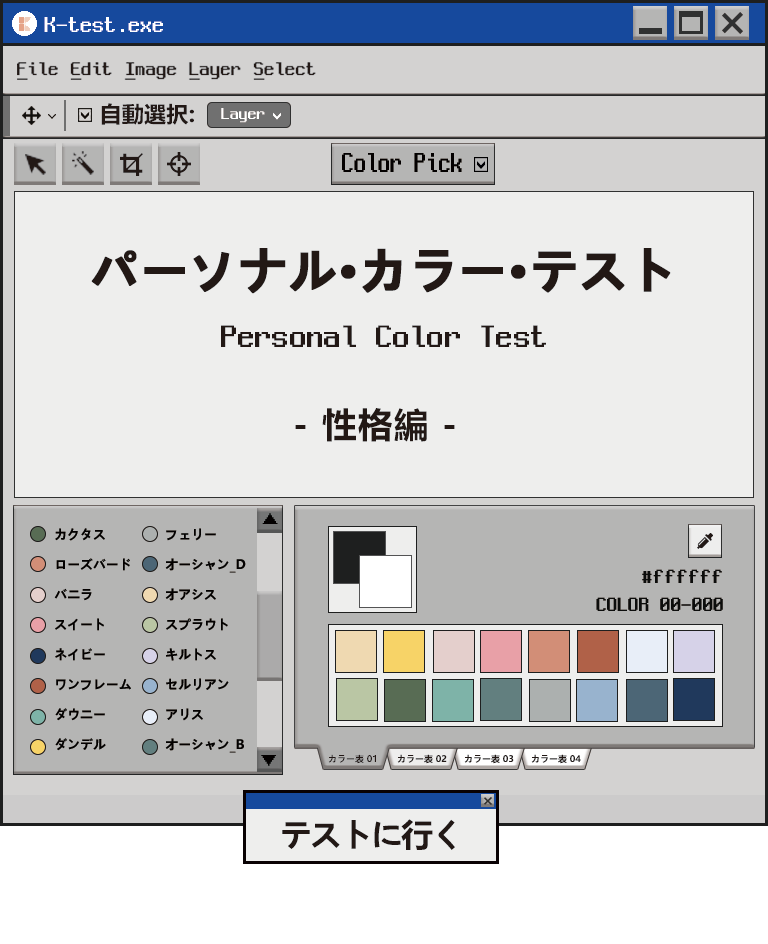 K-test.exe
File Edit Image Layer Select
自動選択: Layer
Color Pick
パーソナル•カラー•テスト
Personal Color Test
- 性格編 -
カクタス フェリー
ローズバード オーシャン_D
バニラ オアシス
スイート スプラウト
ネイビー キルトス
ワンフレーム セルリアン
ダウニー アリス
ダンデル オーシャン_B
#ffffff
COLOR 00-000
カラー表 01 カラー表 02 カラー表 03 カラー表 04
テストに行く